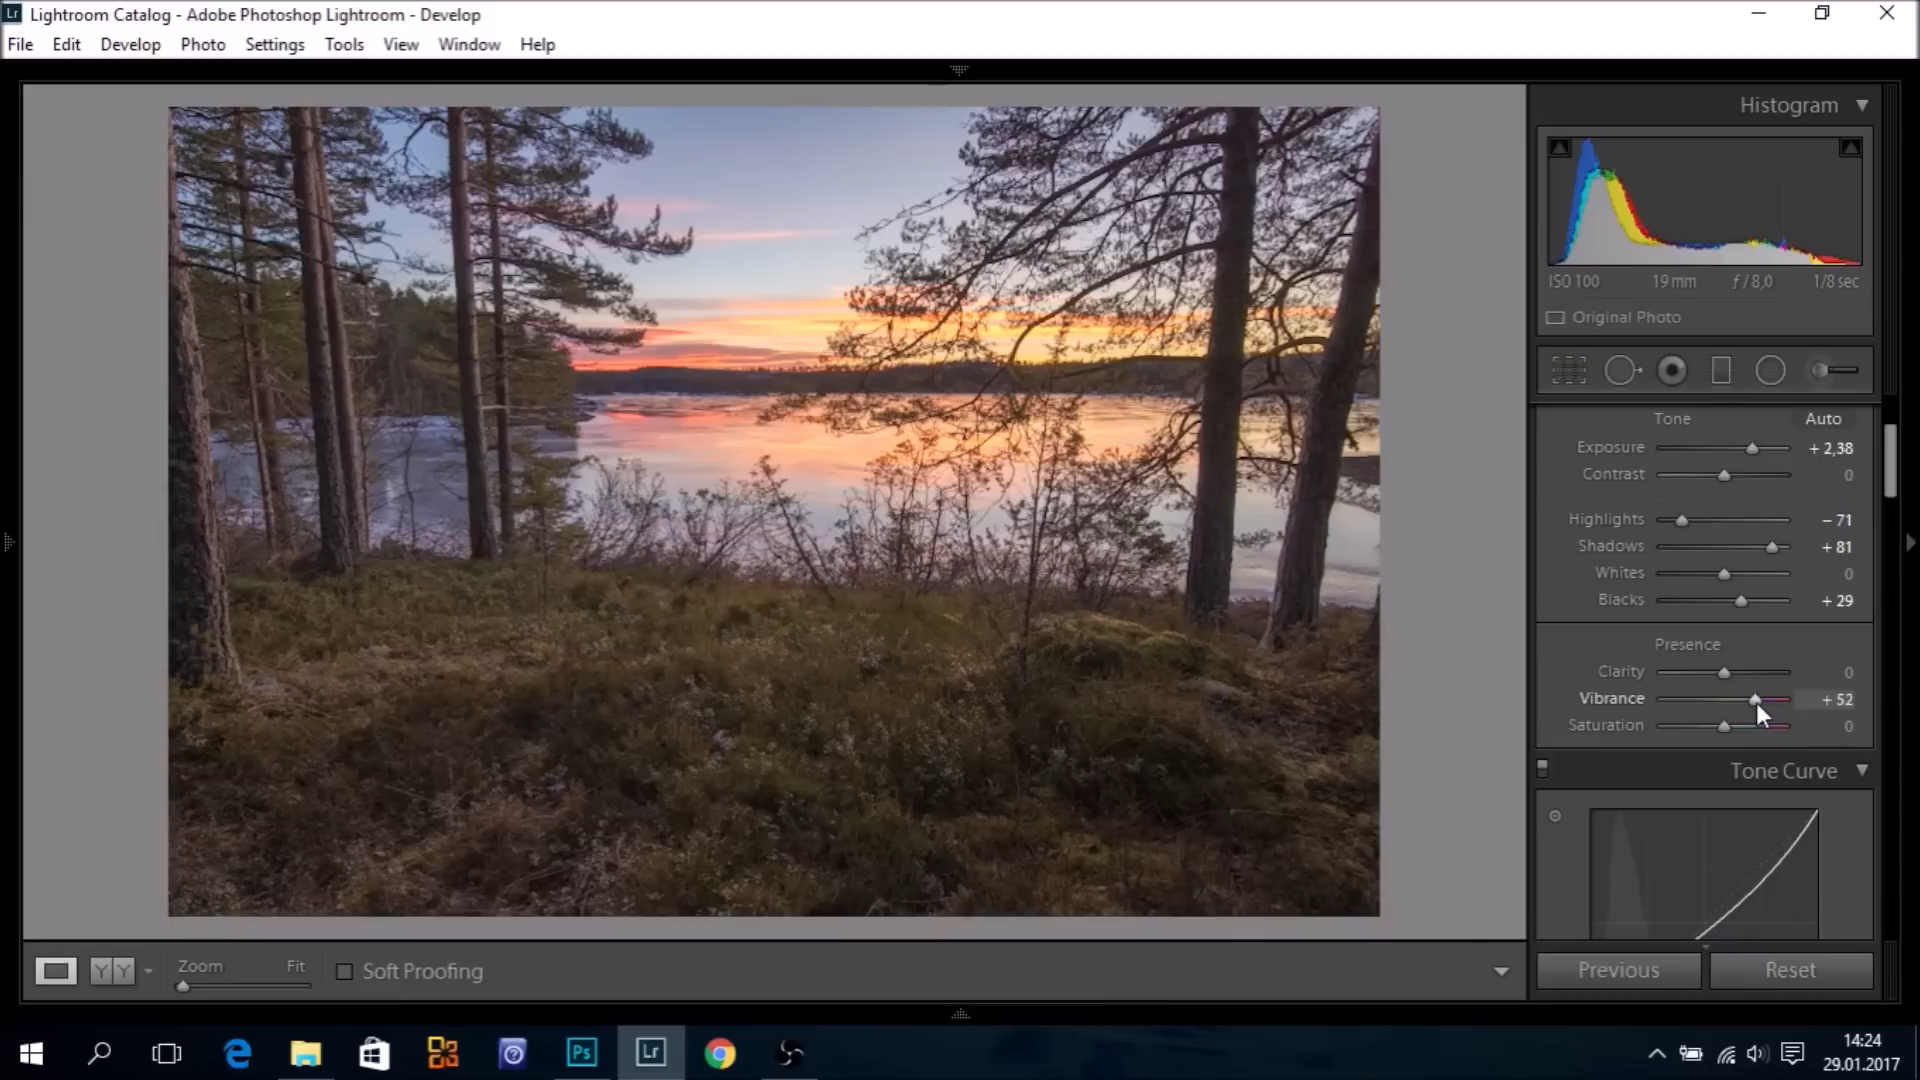 Lr Lightroom Catalog - Adobe Photoshop Lightroom - Develop
File Edit Develop Photo Settings Tools View Window Help
Histogram
ISO 100 19 mm ƒ / 8,0 1/8 sec
Original Photo
Tone Auto
Exposure + 2,38
Contrast 0
Highlights − 71
Shadows + 81
Whites 0
Blacks + 29
Presence
Clarity 0
Vibrance + 52
Saturation 0
Tone Curve
Y Y Zoom Fit Soft Proofing
Previous Reset
Ps Lr
14:24
29.01.2017